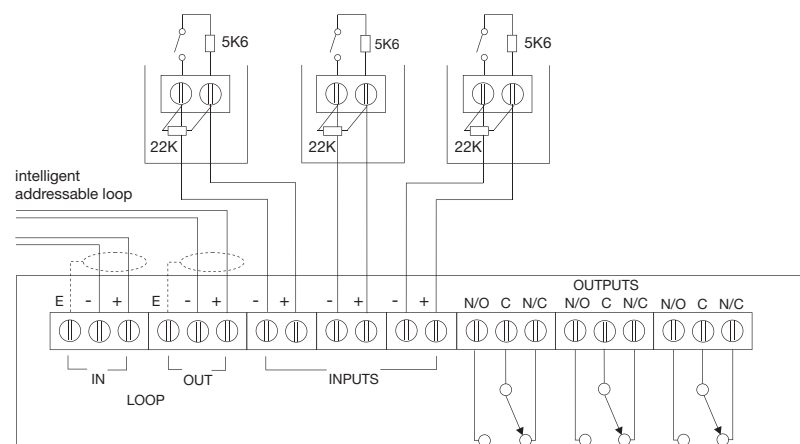 5K6 5K6 5K6
22K 22K 22K
intelligent
addressable loop
OUTPUTS
E - + E - + - + - + - + N/O C N/C N/O C N/C N/O C N/C
IN OUT INPUTS
LOOP